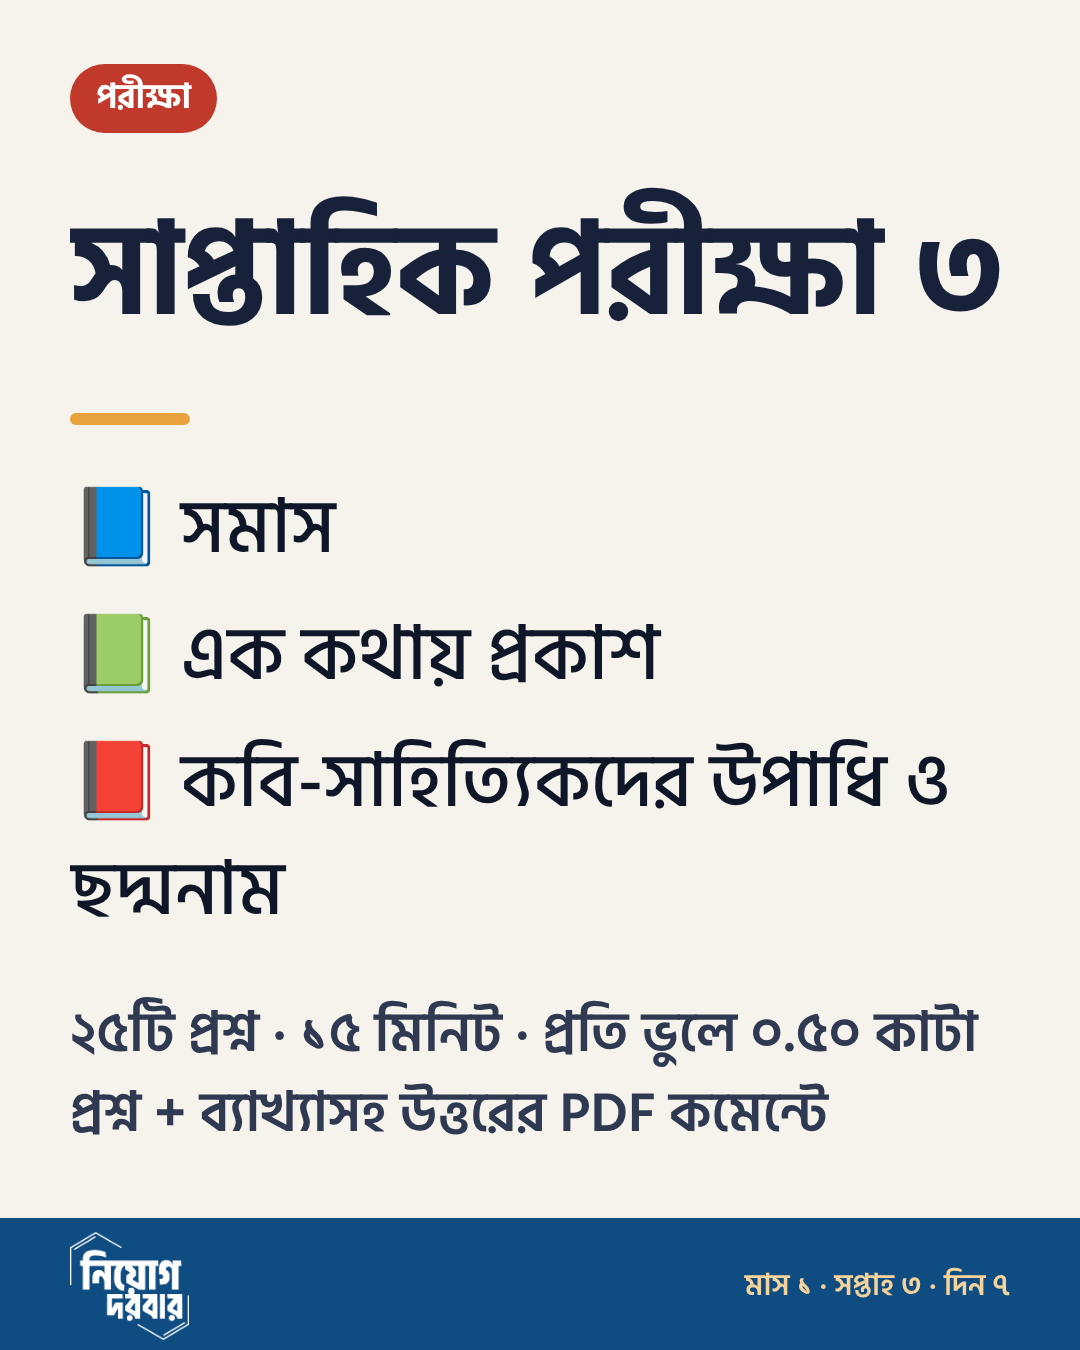 পরীক্ষা
সাপ্তাহিক পরীক্ষা ৩
সমাস
এক কথায় প্রকাশ
কবি-সাহিত্যিকদের উপাধি ও
ছদ্মনাম
২৫টি প্রশ্ন · ১৫ মিনিট · প্রতি ভুলে ০.৫০ কাটা
প্রশ্ন + ব্যাখ্যাসহ উত্তরের PDF কমেন্টে
নিয়োগ
দরবার
মাস ১ · সপ্তাহ ৩ · দিন ৭